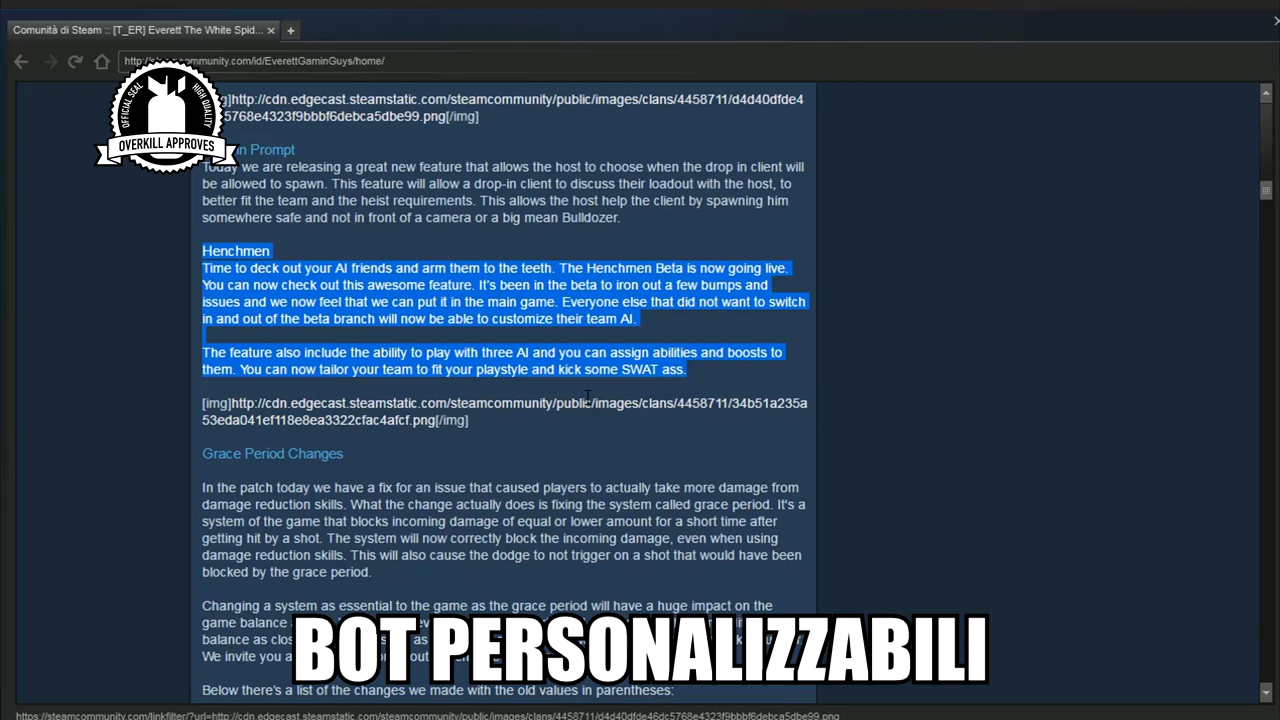 Comunità di Steam :: [T_ER] Everett The White Spid...
community.com/id/EverettGaminGuys/home/
]http://cdn.edgecast.steamstatic.com/steamcommunity/public/images/clans/4458711/d4d40dfde4
5768e4323f9bbbf6debca5dbe99.png[/img]
OFFICIAL SEAL
HIGH QUALITY
OVERKILL APPROVES
Prompt
Today we are releasing a great new feature that allows the host to choose when the drop in client will
be allowed to spawn. This feature will allow a drop-in client to discuss their loadout with the host, to
better fit the team and the heist requirements. This allows the host help the client by spawning him
somewhere safe and not in front of a camera or a big mean Bulldozer.
Henchmen
Time to deck out your AI friends and arm them to the teeth. The Henchmen Beta is now going live.
You can now check out this awesome feature. It's been in the beta to iron out a few bumps and
issues and we now feel that we can put it in the main game. Everyone else that did not want to switch
in and out of the beta branch will now be able to customize their team AI.
The feature also include the ability to play with three AI and you can assign abilities and boosts to
them. You can now tailor your team to fit your playstyle and kick some SWAT ass.
[img]http://cdn.edgecast.steamstatic.com/steamcommunity/public/images/clans/4458711/34b51a235a
53eda041ef118e8ea3322cfac4afcf.png[/img]
Grace Period Changes
In the patch today we have a fix for an issue that caused players to actually take more damage from
damage reduction skills. What the change actually does is fixing the system called grace period. It's a
system of the game that blocks incoming damage of equal or lower amount for a short time after
getting hit by a shot. The system will now correctly block the incoming damage, even when using
damage reduction skills. This will also cause the dodge to not trigger on a shot that would have been
blocked by the grace period.
Changing a system as essential to the game as the grace period will have a huge impact on the
game balance
balance as clos
We invite you a
BOT PERSONALIZZABILI
Below there's a list of the changes we made with the old values in parentheses:
https://steamcommunity.com/linkfilter/?url=http://cdn.edgecast.steamstatic.com/steamcommunity/public/images/clans/4458711/d4d40dfde46dc5768e4323f9bbbf6debca5dbe99.png